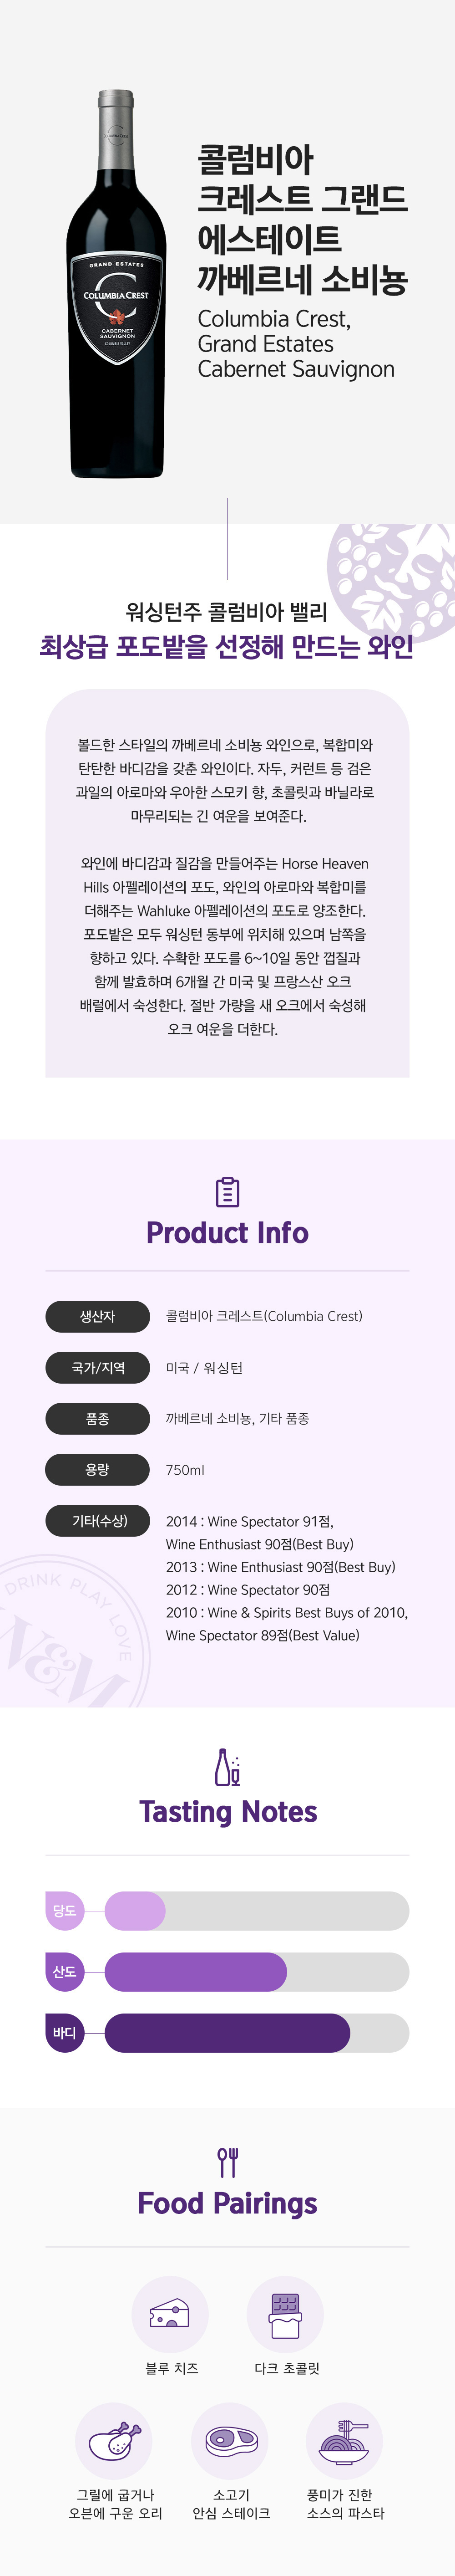 콜럼비아
크레스트 그랜드
에스테이트
까베르네 소비뇽
Columbia Crest,
Grand Estates
Cabernet Sauvignon
GRAND ESTATES
COLUMBIA CREST
CABERNET
SAUVIGNON
COLUMBIA VALLEY
워싱턴주 콜럼비아 밸리
최상급 포도밭을 선정해 만드는 와인
볼드한 스타일의 까베르네 소비뇽 와인으로, 복합미와
탄탄한 바디감을 갖춘 와인이다. 자두, 커런트 등 검은
과일의 아로마와 우아한 스모키 향, 초콜릿과 바닐라로
마무리되는 긴 여운을 보여준다.
와인에 바디감과 질감을 만들어주는 Horse Heaven
Hills 아펠레이션의 포도, 와인의 아로마와 복합미를
더해주는 Wahluke 아펠레이션의 포도로 양조한다.
포도밭은 모두 워싱턴 동부에 위치해 있으며 남쪽을
향하고 있다. 수확한 포도를 6~10일 동안 껍질과
함께 발효하며 6개월 간 미국 및 프랑스산 오크
배럴에서 숙성한다. 절반 가량을 새 오크에서 숙성해
오크 여운을 더한다.
Product Info
생산자 콜럼비아 크레스트(Columbia Crest)
국가/지역 미국 / 워싱턴
품종 까베르네 소비뇽, 기타 품종
용량 750ml
기타(수상) 2014 : Wine Spectator 91점,
Wine Enthusiast 90점(Best Buy)
2013 : Wine Enthusiast 90점(Best Buy)
2012 : Wine Spectator 90점
2010 : Wine & Spirits Best Buys of 2010,
Wine Spectator 89점(Best Value)
DRINK PLAY LOVE
W&M
Tasting Notes
당도
산도
바디
Food Pairings
블루 치즈
다크 초콜릿
그릴에 굽거나
오븐에 구운 오리
소고기
안심 스테이크
풍미가 진한
소스의 파스타